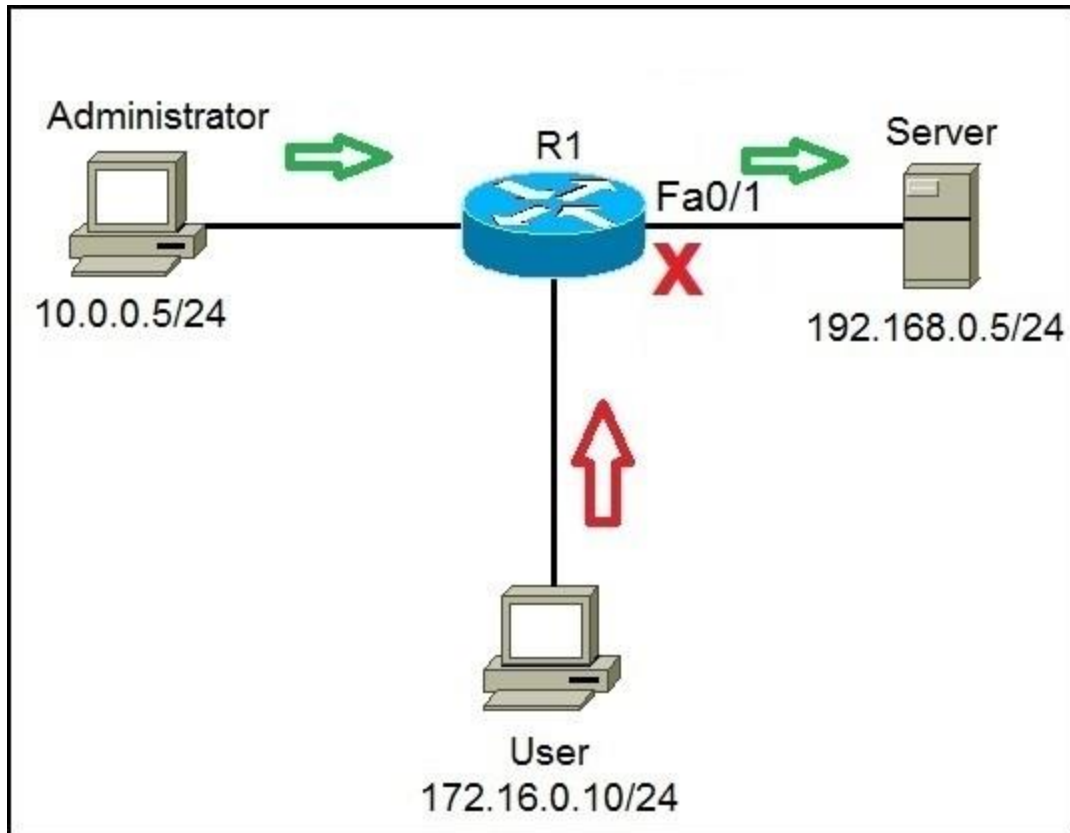 Administrator
R1
Server
Fa0/1
X
10.0.0.5/24
192.168.0.5/24
User
172.16.0.10/24